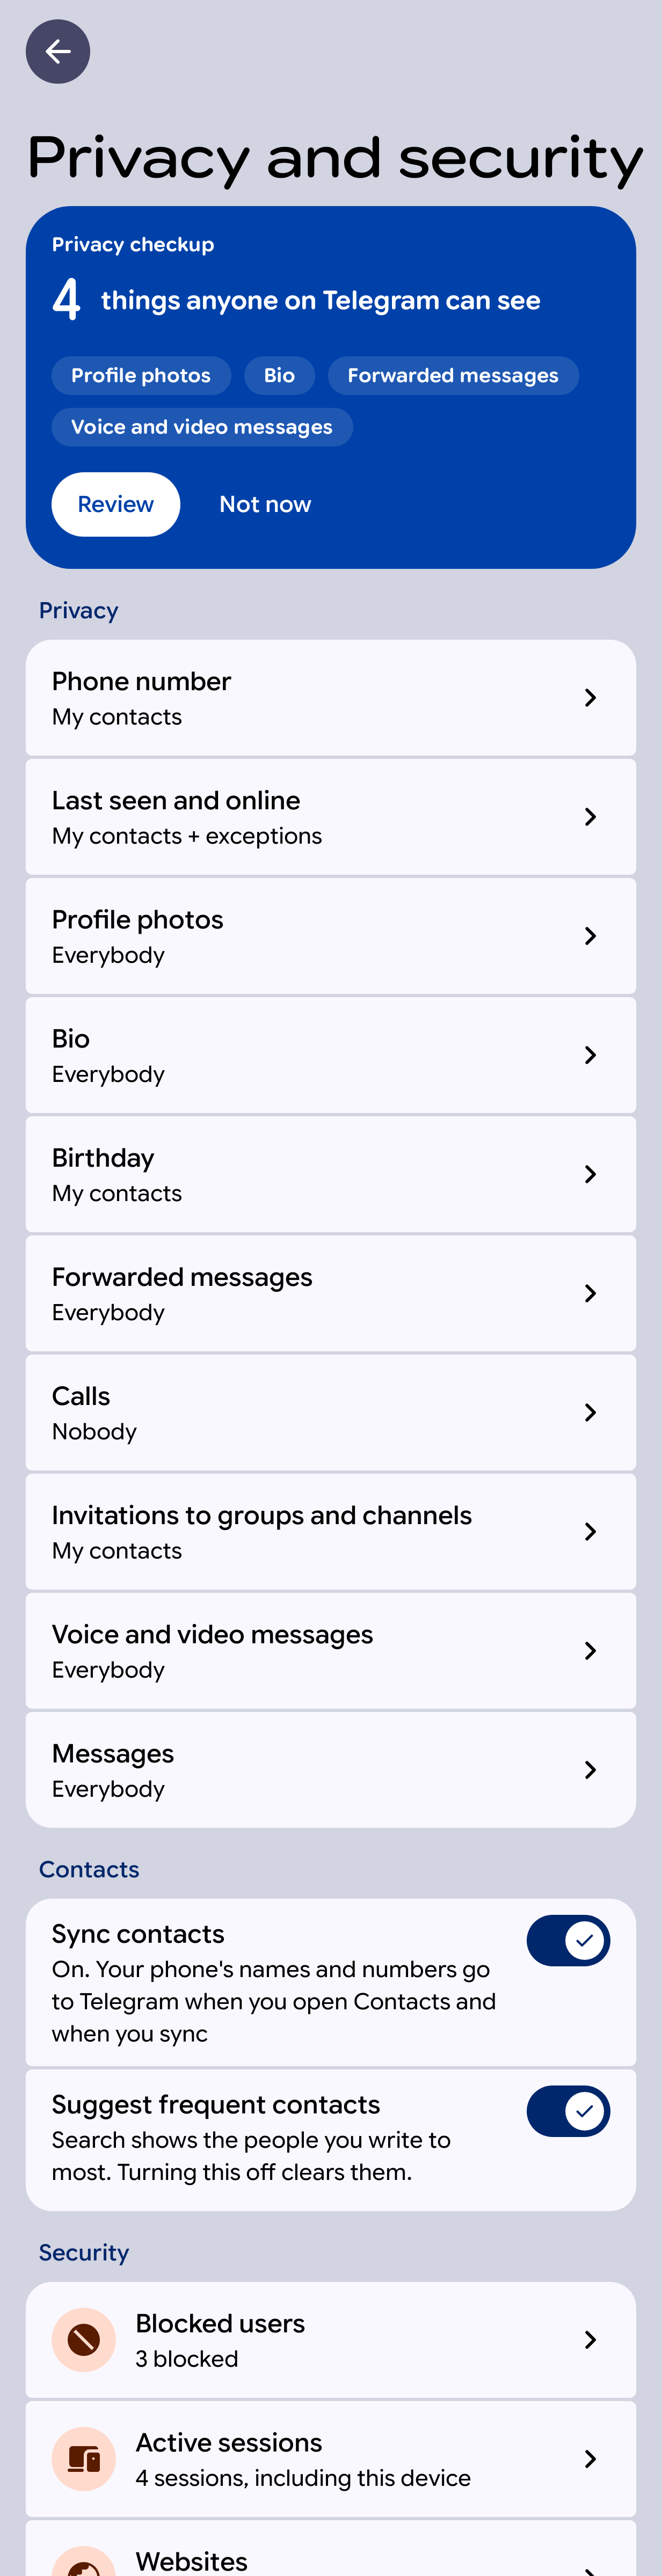 Privacy and security
Privacy checkup
4 things anyone on Telegram can see
Profile photos
Bio
Forwarded messages
Voice and video messages
Review
Not now
Privacy
Phone number
My contacts
Last seen and online
My contacts + exceptions
Profile photos
Everybody
Bio
Everybody
Birthday
My contacts
Forwarded messages
Everybody
Calls
Nobody
Invitations to groups and channels
My contacts
Voice and video messages
Everybody
Messages
Everybody
Contacts
Sync contacts
On. Your phone's names and numbers go
to Telegram when you open Contacts and
when you sync
Suggest frequent contacts
Search shows the people you write to
most. Turning this off clears them.
Security
Blocked users
3 blocked
Active sessions
4 sessions, including this device
Websites